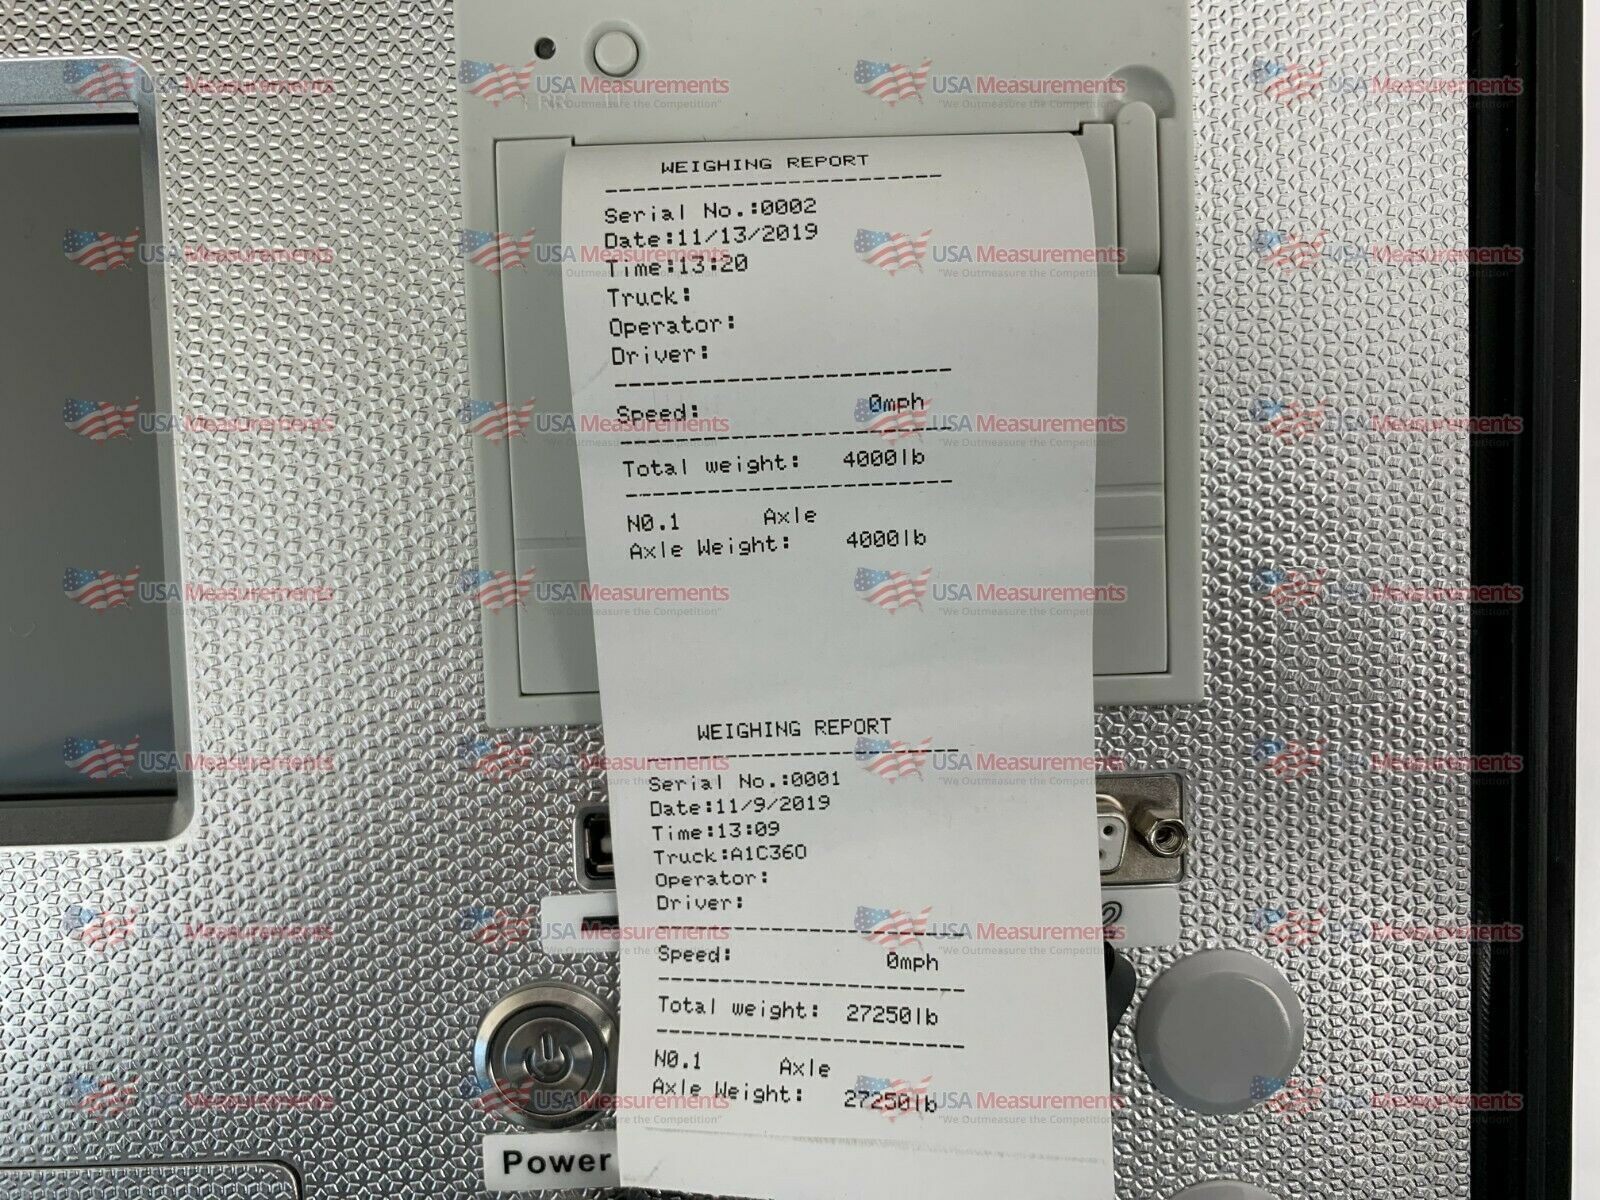 WEIGHING REPORT
Serial No.:0002
Date:11/13/2019
Time:13:20
Truck:
Operator:
Driver:
Speed: 0mph
Total weight: 4000lb
N0.1 Axle
Axle Weight: 4000lb
WEIGHING REPORT
Serial No.:0001
Date:11/9/2019
Time:13:09
Truck:A1C360
Operator:
Driver:
Speed: 0mph
Total weight: 27250lb
N0.1 Axle
Axle Weight: 27250lb
Power
USA Measurements
"We Outmeasure the Competition"